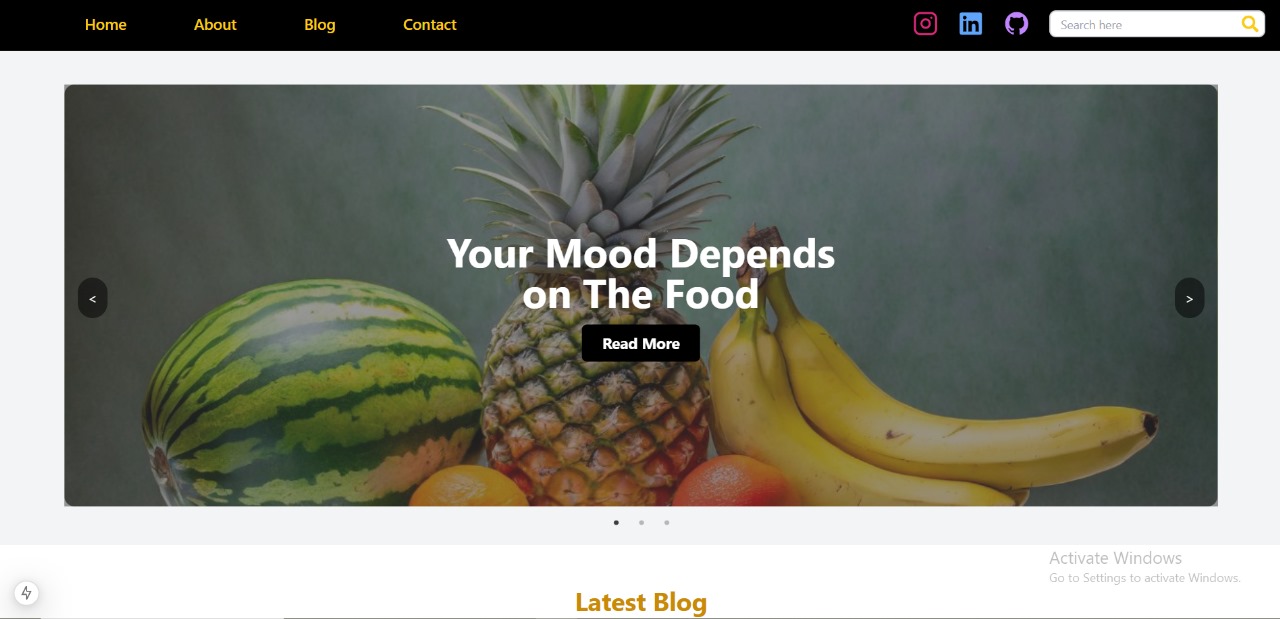 Home
About
Blog
Contact
Search here
Your Mood Depends
on The Food
<
>
Read More
Activate Windows
Go to Settings to activate Windows.
Latest Blog